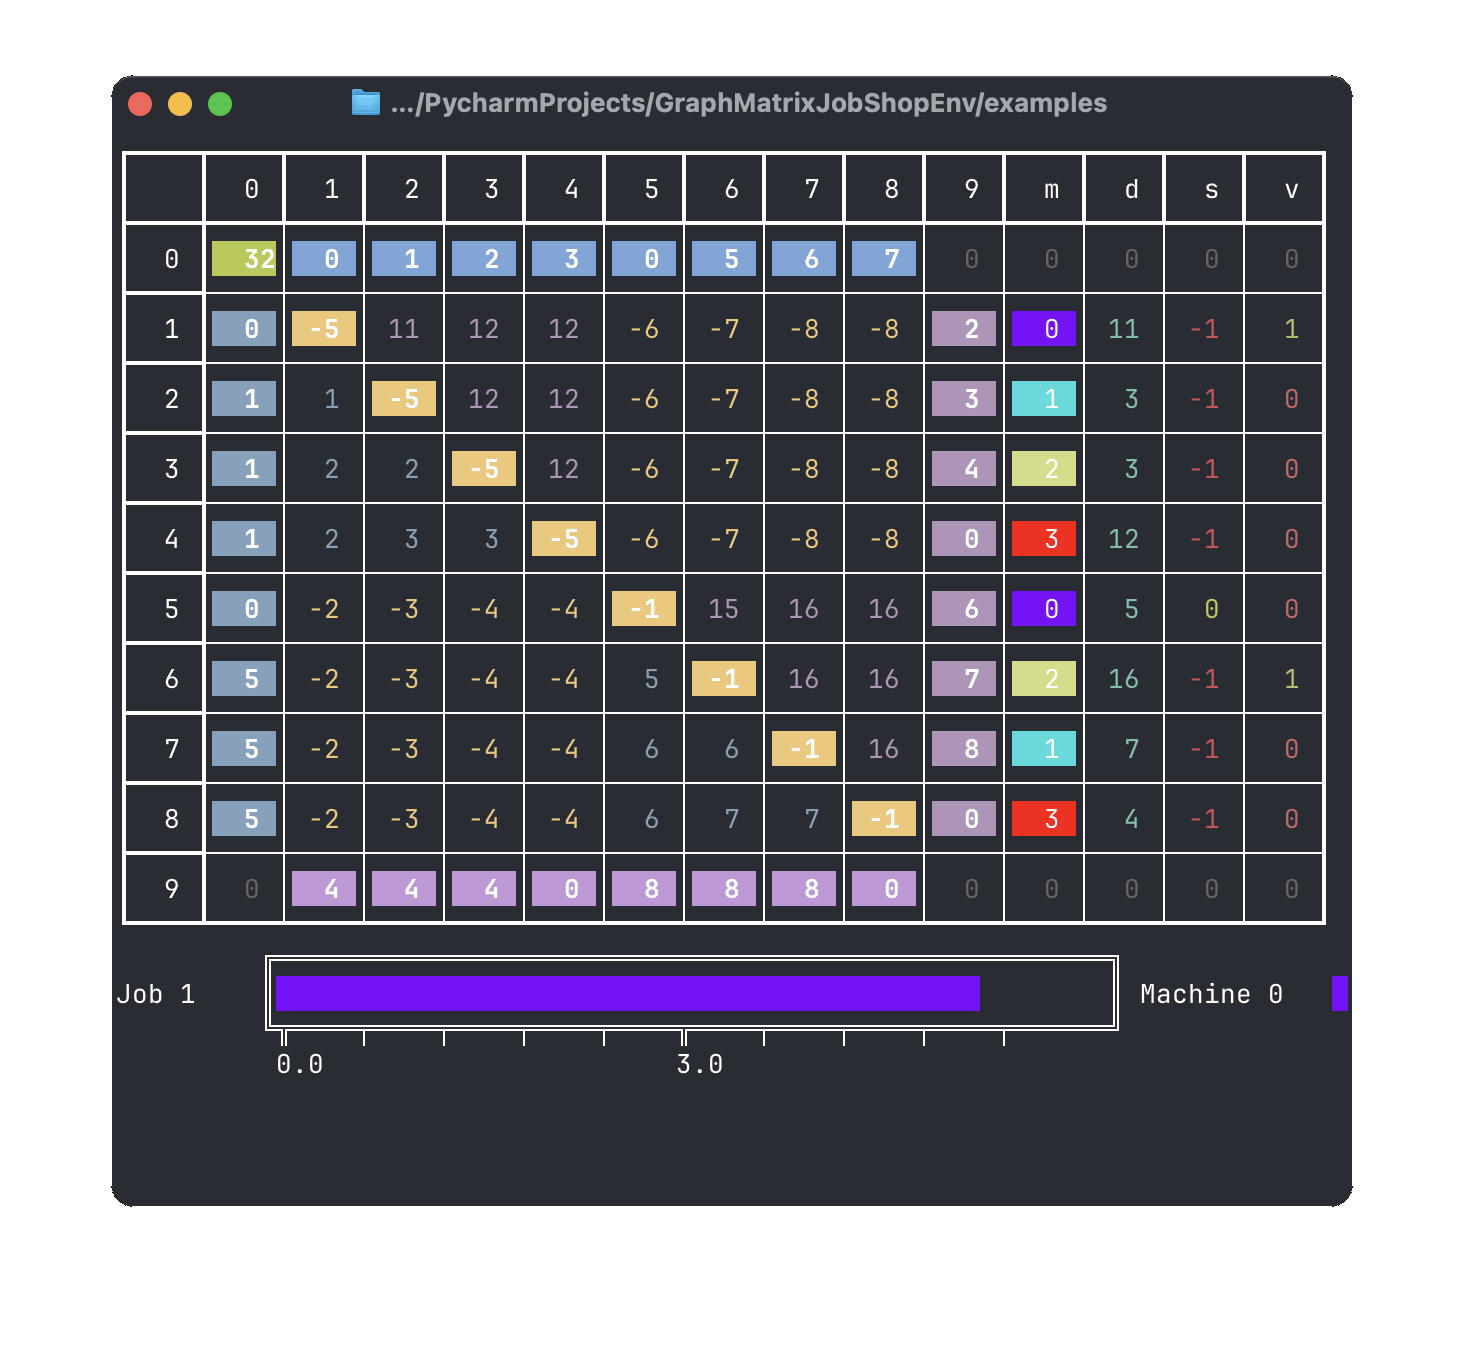 .../PycharmProjects/GraphMatrixJobShopEnv/examples
0 1 2 3 4 5 6 7 8 9 m d s v
0 32 0 1 2 3 0 5 6 7 0 0 0 0 0
1 0 -5 11 12 12 -6 -7 -8 -8 2 0 11 -1 1
2 1 1 -5 12 12 -6 -7 -8 -8 3 1 3 -1 0
3 1 2 2 -5 12 -6 -7 -8 -8 4 2 3 -1 0
4 1 2 3 3 -5 -6 -7 -8 -8 0 3 12 -1 0
5 0 -2 -3 -4 -4 -1 15 16 16 6 0 5 0 0
6 5 -2 -3 -4 -4 5 -1 16 16 7 2 16 -1 1
7 5 -2 -3 -4 -4 6 6 -1 16 8 1 7 -1 0
8 5 -2 -3 -4 -4 6 7 7 -1 0 3 4 -1 0
9 0 4 4 4 0 8 8 8 0 0 0 0 0 0
Job 1 Machine 0
0.0 3.0